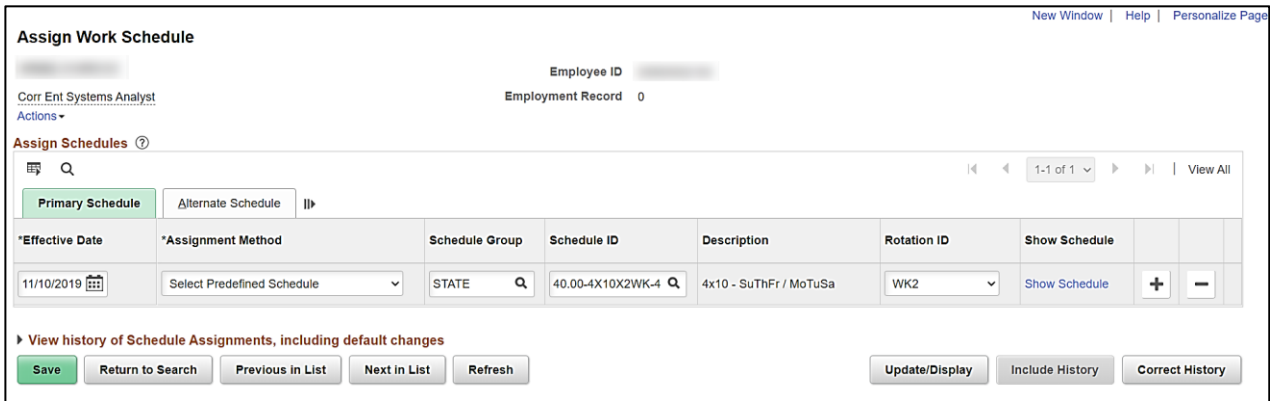 New Window | Help | Personalize Page
Assign Work Schedule
Employee ID
Corr Ent Systems Analyst
Employment Record 0
Actions
Assign Schedules
1-1 of 1
View All
Primary Schedule
Alternate Schedule
*Effective Date *Assignment Method Schedule Group Schedule ID Description Rotation ID Show Schedule
11/10/2019 Select Predefined Schedule STATE 40.00-4X10X2WK-4 4x10 - SuThFr / MoTuSa WK2 Show Schedule + −
View history of Schedule Assignments, including default changes
Save Return to Search Previous in List Next in List Refresh Update/Display Include History Correct History